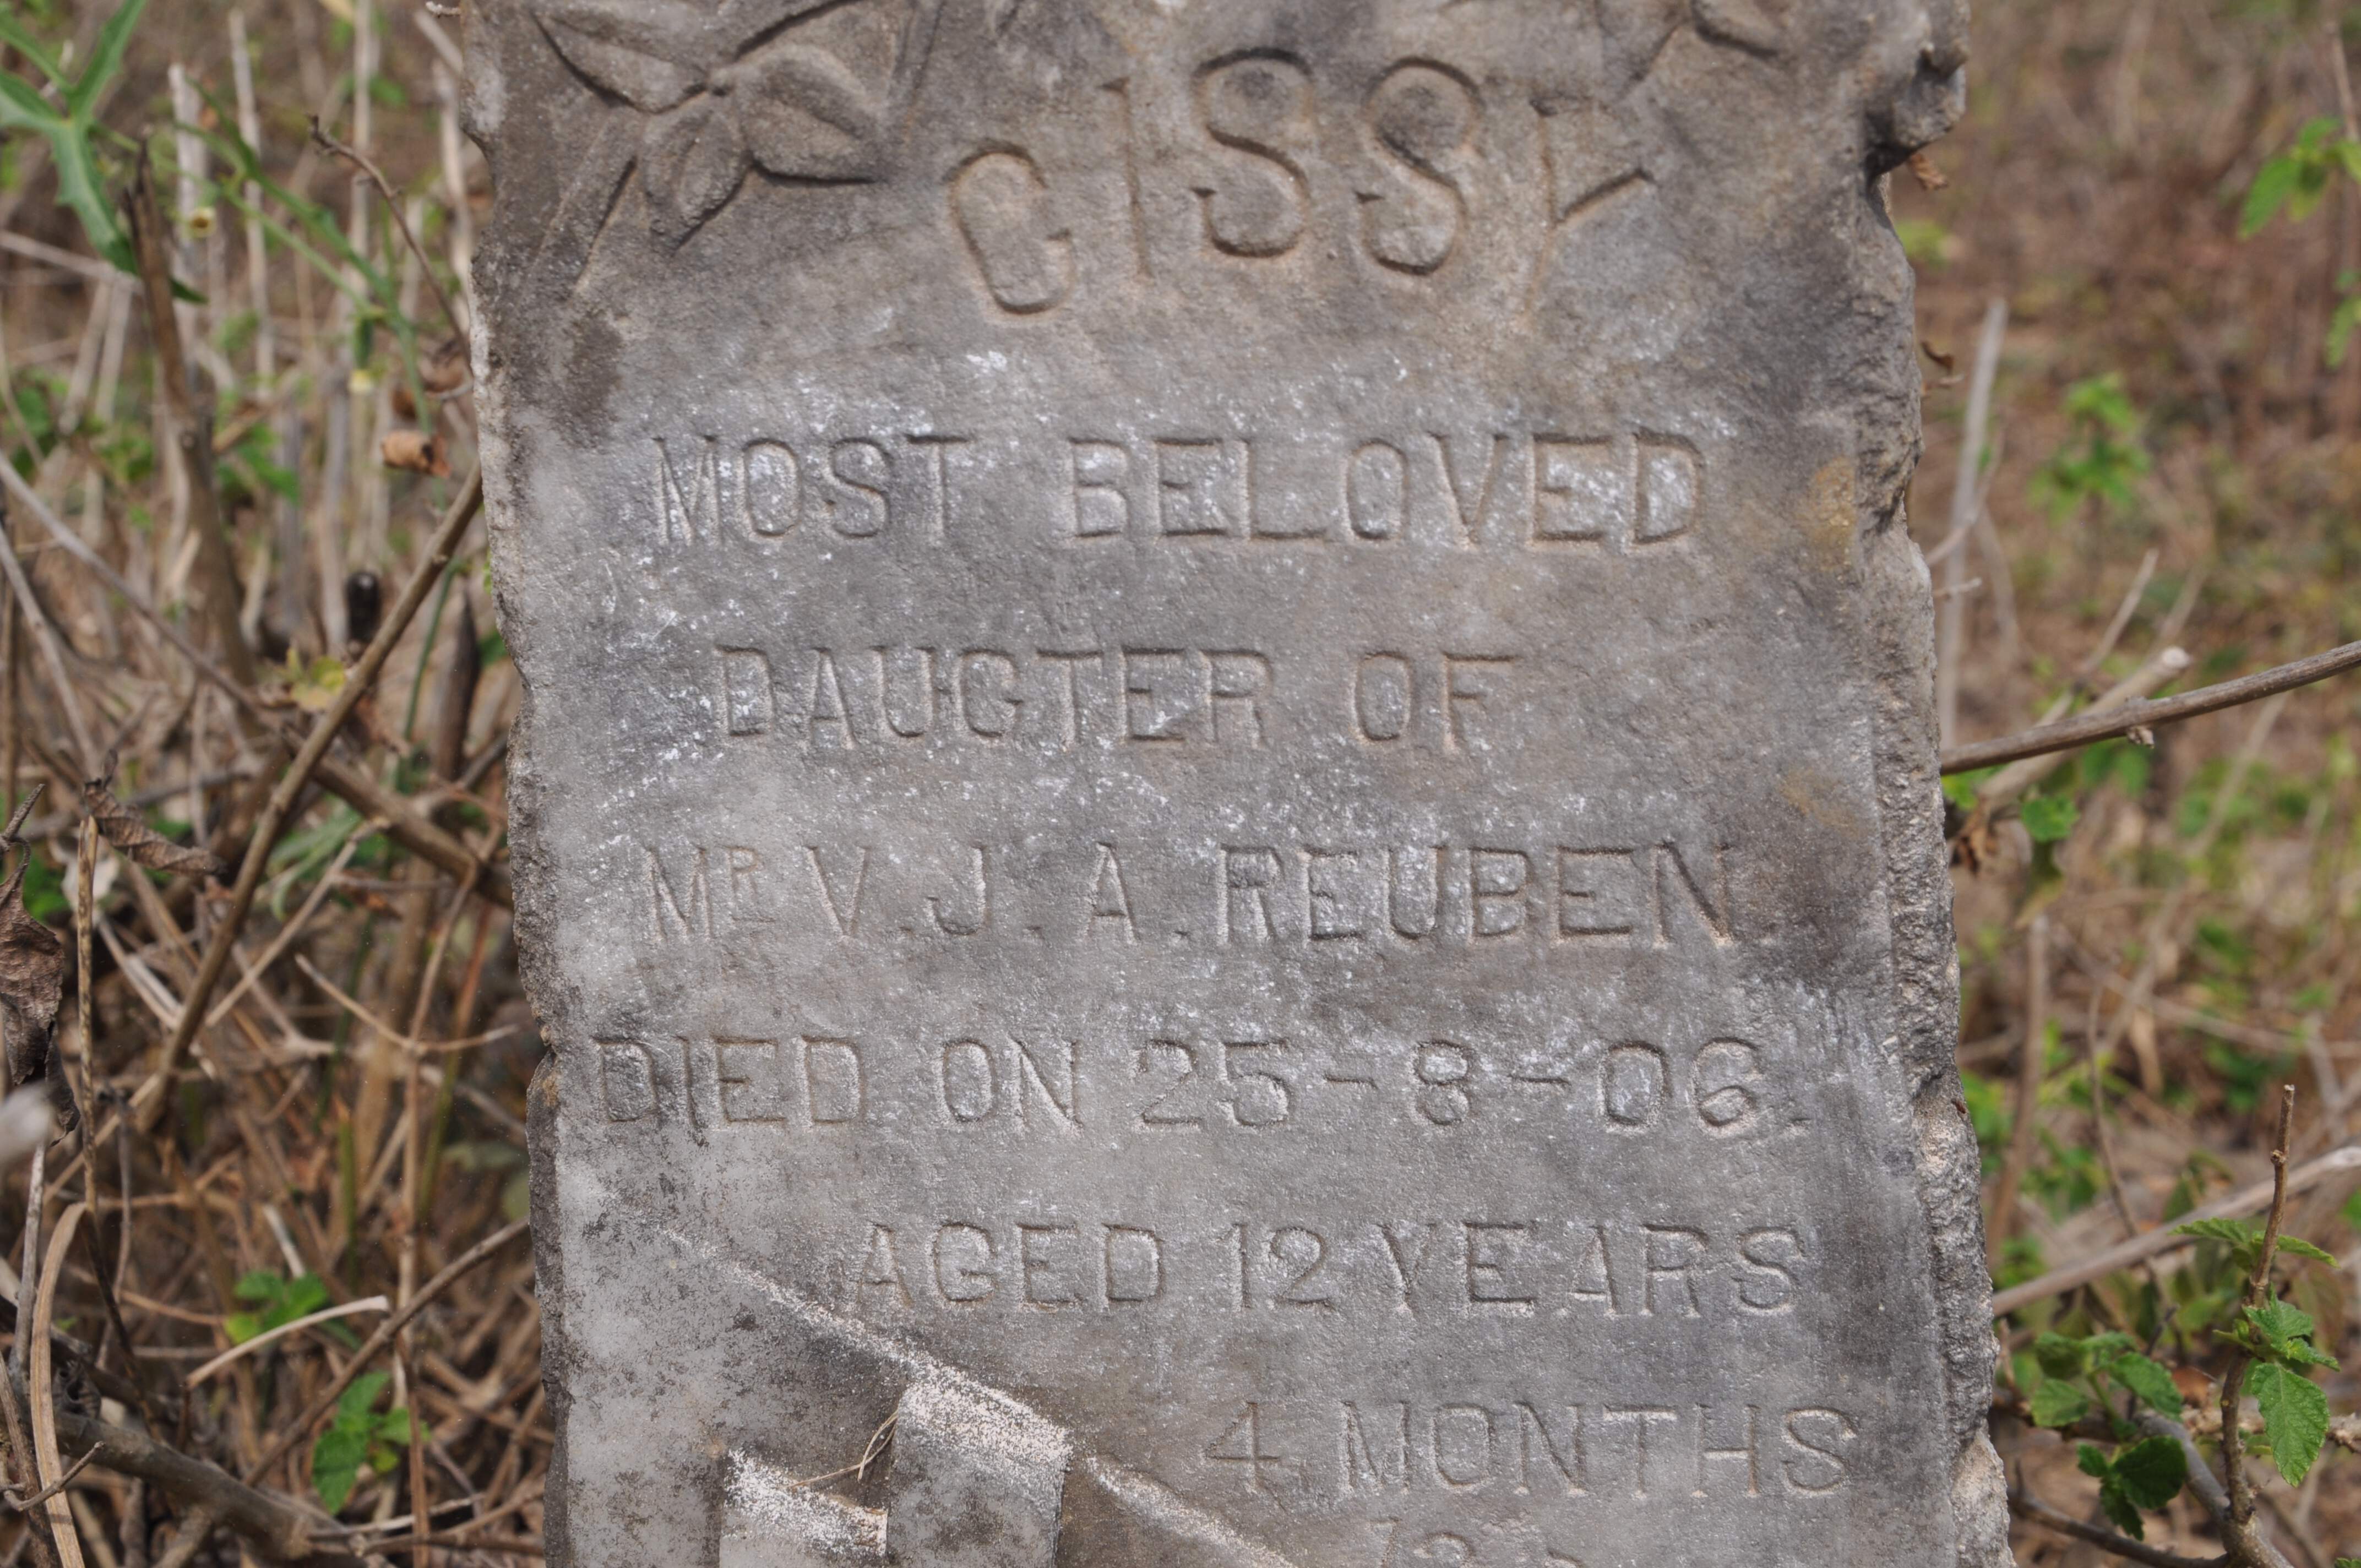 CISSY
MOST BELOVED
DAUGTER OF
MR V. J. A. REUBEN.
DIED ON 25-8-06.
AGED 12 YEARS
4 MONTHS